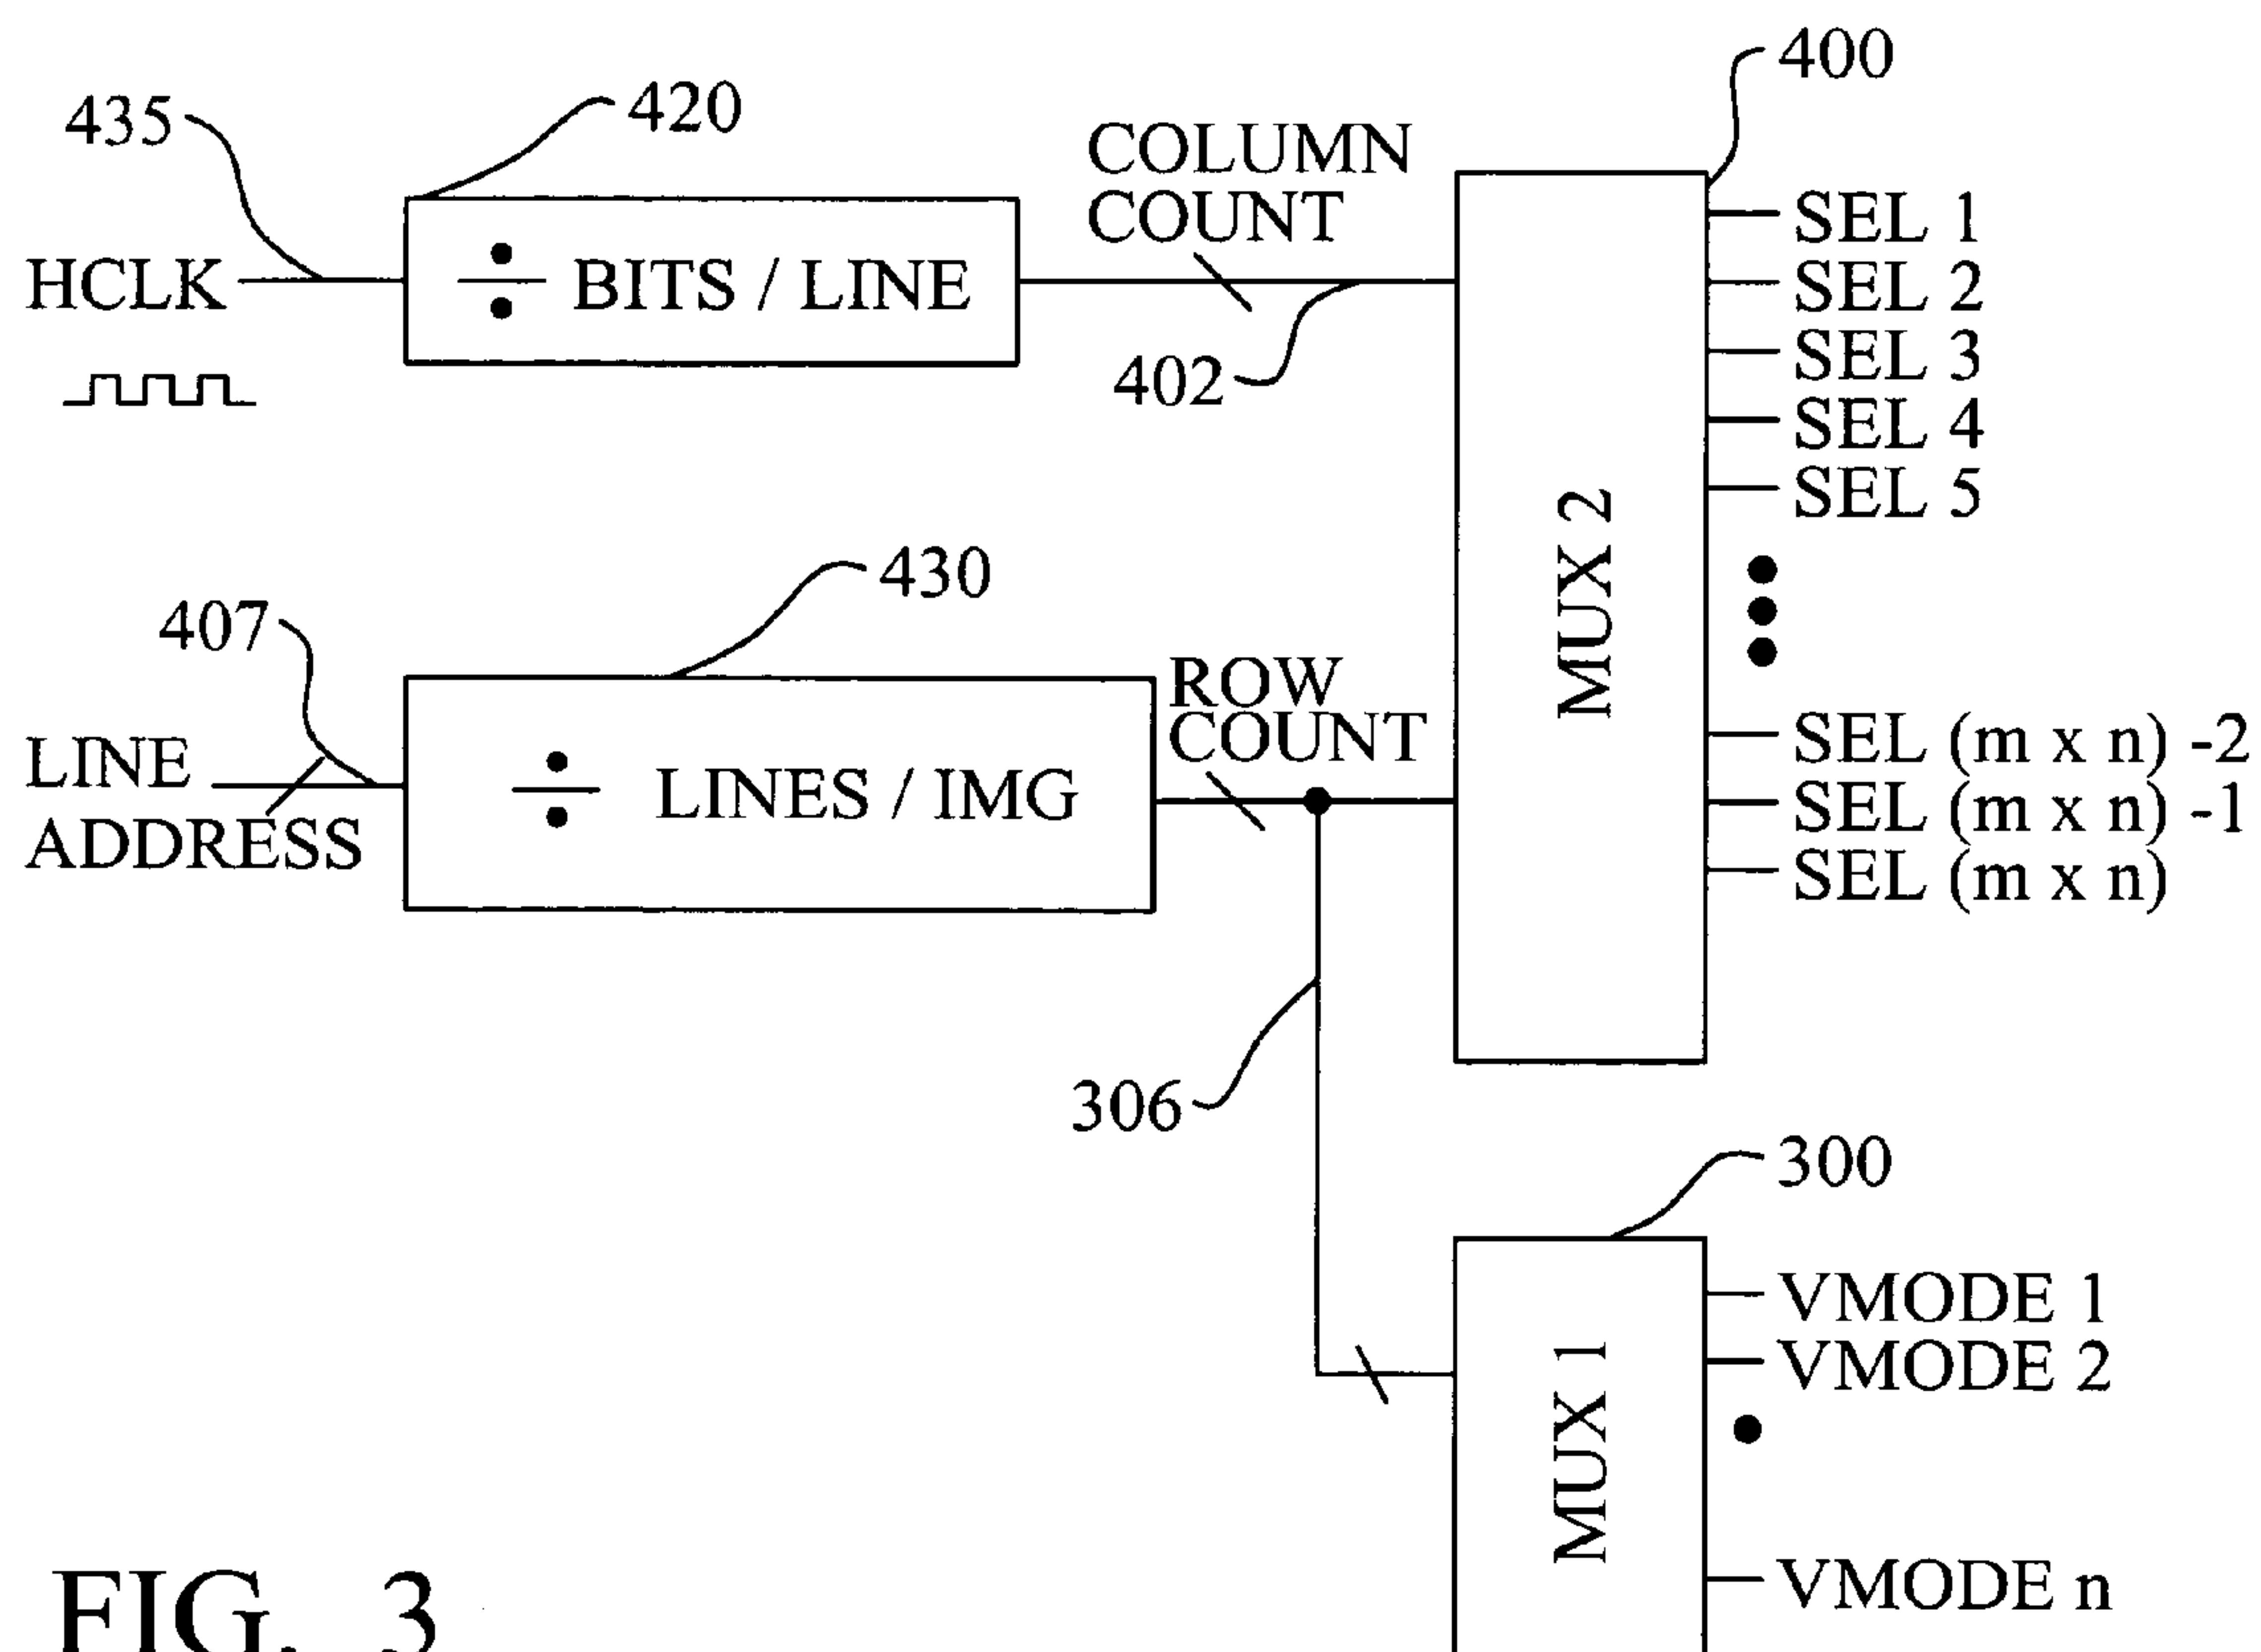 400
435
420
COLUMN
COUNT
HCLK
÷ BITS / LINE
402
SEL 1
SEL 2
SEL 3
SEL 4
SEL 5
MUX 2
430
407
ROW
COUNT
LINE
ADDRESS
÷ LINES / IMG
SEL (m x n) -2
SEL (m x n) -1
SEL (m x n)
306
300
MUX 1
VMODE 1
VMODE 2
VMODE n
FIG. 3